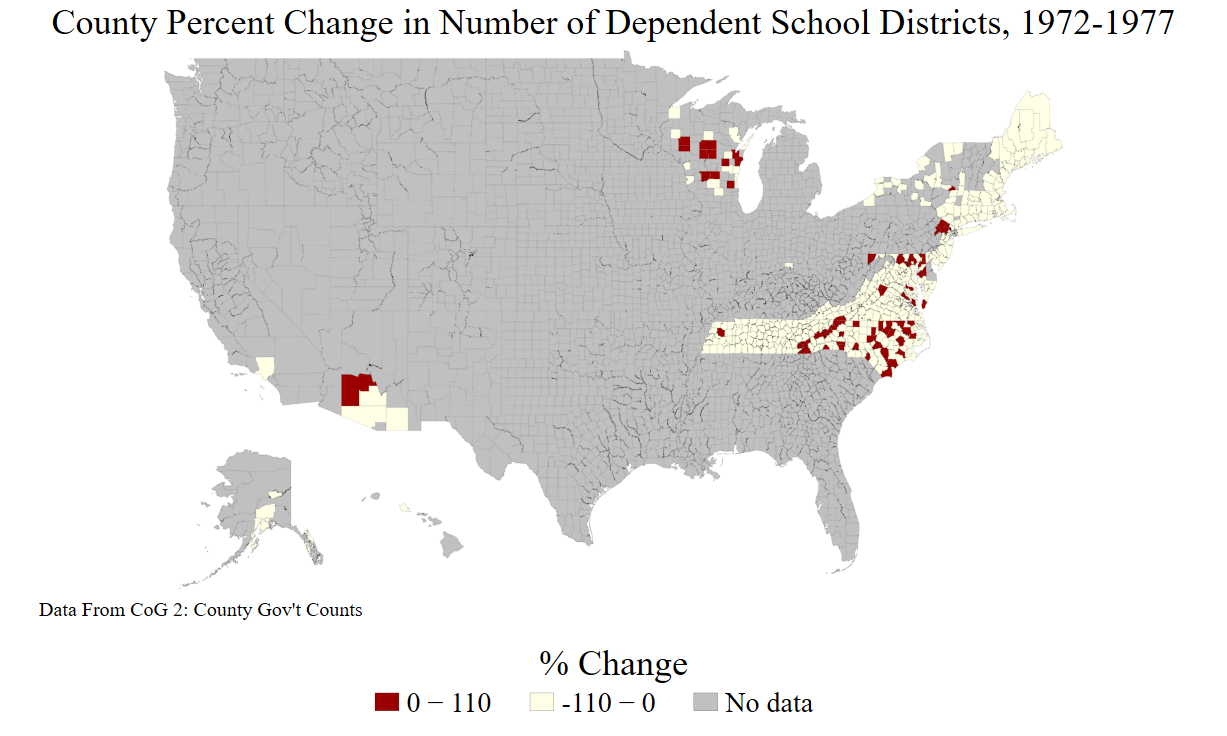 County Percent Change in Number of Dependent School Districts, 1972-1977
Data From CoG 2: County Gov't Counts
% Change
0 − 110 -110 − 0 No data